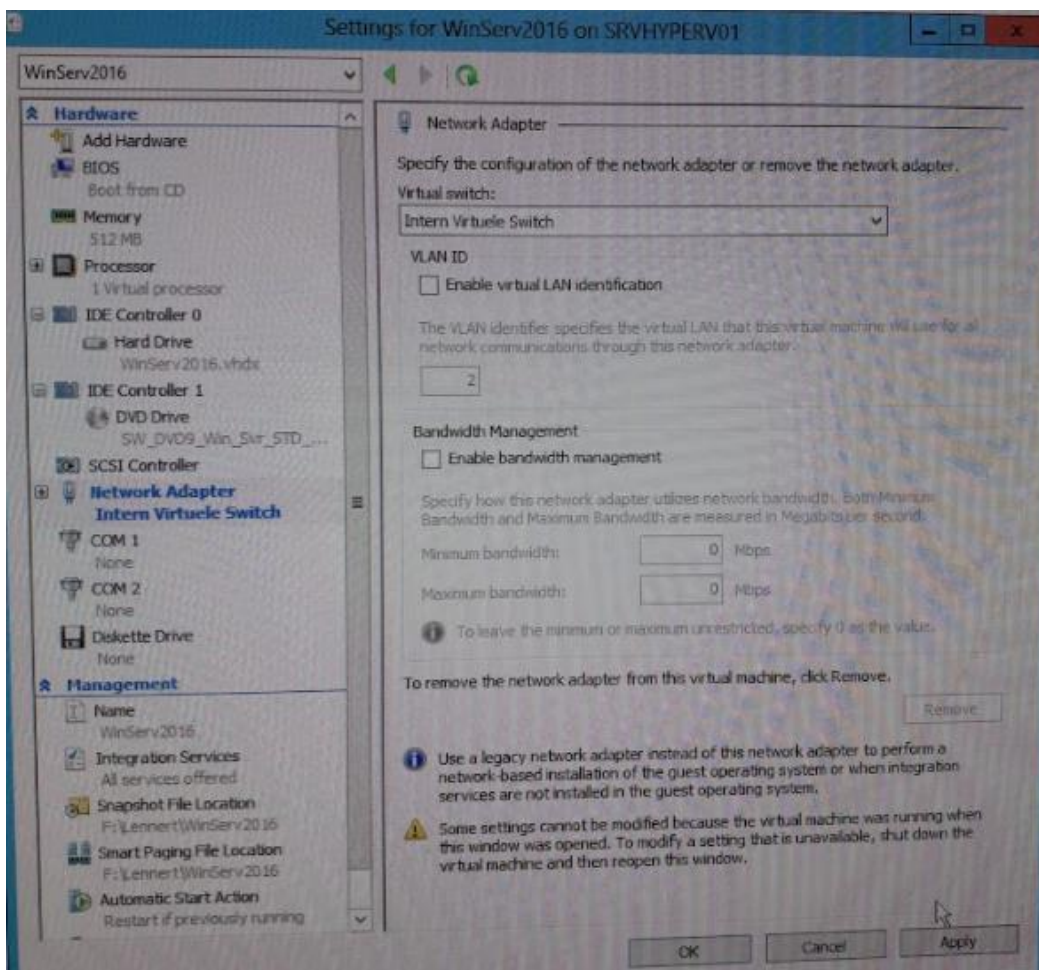 Settings for WinServ2016 on SRVHYPERV01
WinServ2016
Hardware
Add Hardware
BIOS
Boot from CD
Memory
512 MB
Processor
1 Virtual processor
IDE Controller 0
Hard Drive
WinServ2016.vhdx
IDE Controller 1
DVD Drive
SW_DVD9_Win_Svr_STD_...
SCSI Controller
Network Adapter
Intern Virtuele Switch
COM 1
None
COM 2
None
Diskette Drive
None
Management
Name
WinServ2016
Integration Services
All services offered
Snapshot File Location
F:\Lennert\WinServ2016
Smart Paging File Location
F:\Lennert\WinServ2016
Automatic Start Action
Restart if previously running
Network Adapter
Specify the configuration of the network adapter or remove the network adapter.
Virtual switch:
Intern Virtuele Switch
VLAN ID
Enable virtual LAN identification
The VLAN identifier specifies the virtual LAN that this virtual machine will use for all
network communications through this network adapter.
2
Bandwidth Management
Enable bandwidth management
Specify how this network adapter utilizes network bandwidth. Both Minimum
Bandwidth and Maximum Bandwidth are measured in Megabits per second.
Minimum bandwidth: 0 Mbps
Maximum bandwidth: 0 Mbps
To leave the minimum or maximum unrestricted, specify 0 as the value.
To remove the network adapter from this virtual machine, click Remove.
Remove
Use a legacy network adapter instead of this network adapter to perform a
network-based installation of the guest operating system or when integration
services are not installed in the guest operating system.
Some settings cannot be modified because the virtual machine was running when
this window was opened. To modify a setting that is unavailable, shut down the
virtual machine and then reopen this window.
OK Cancel Apply